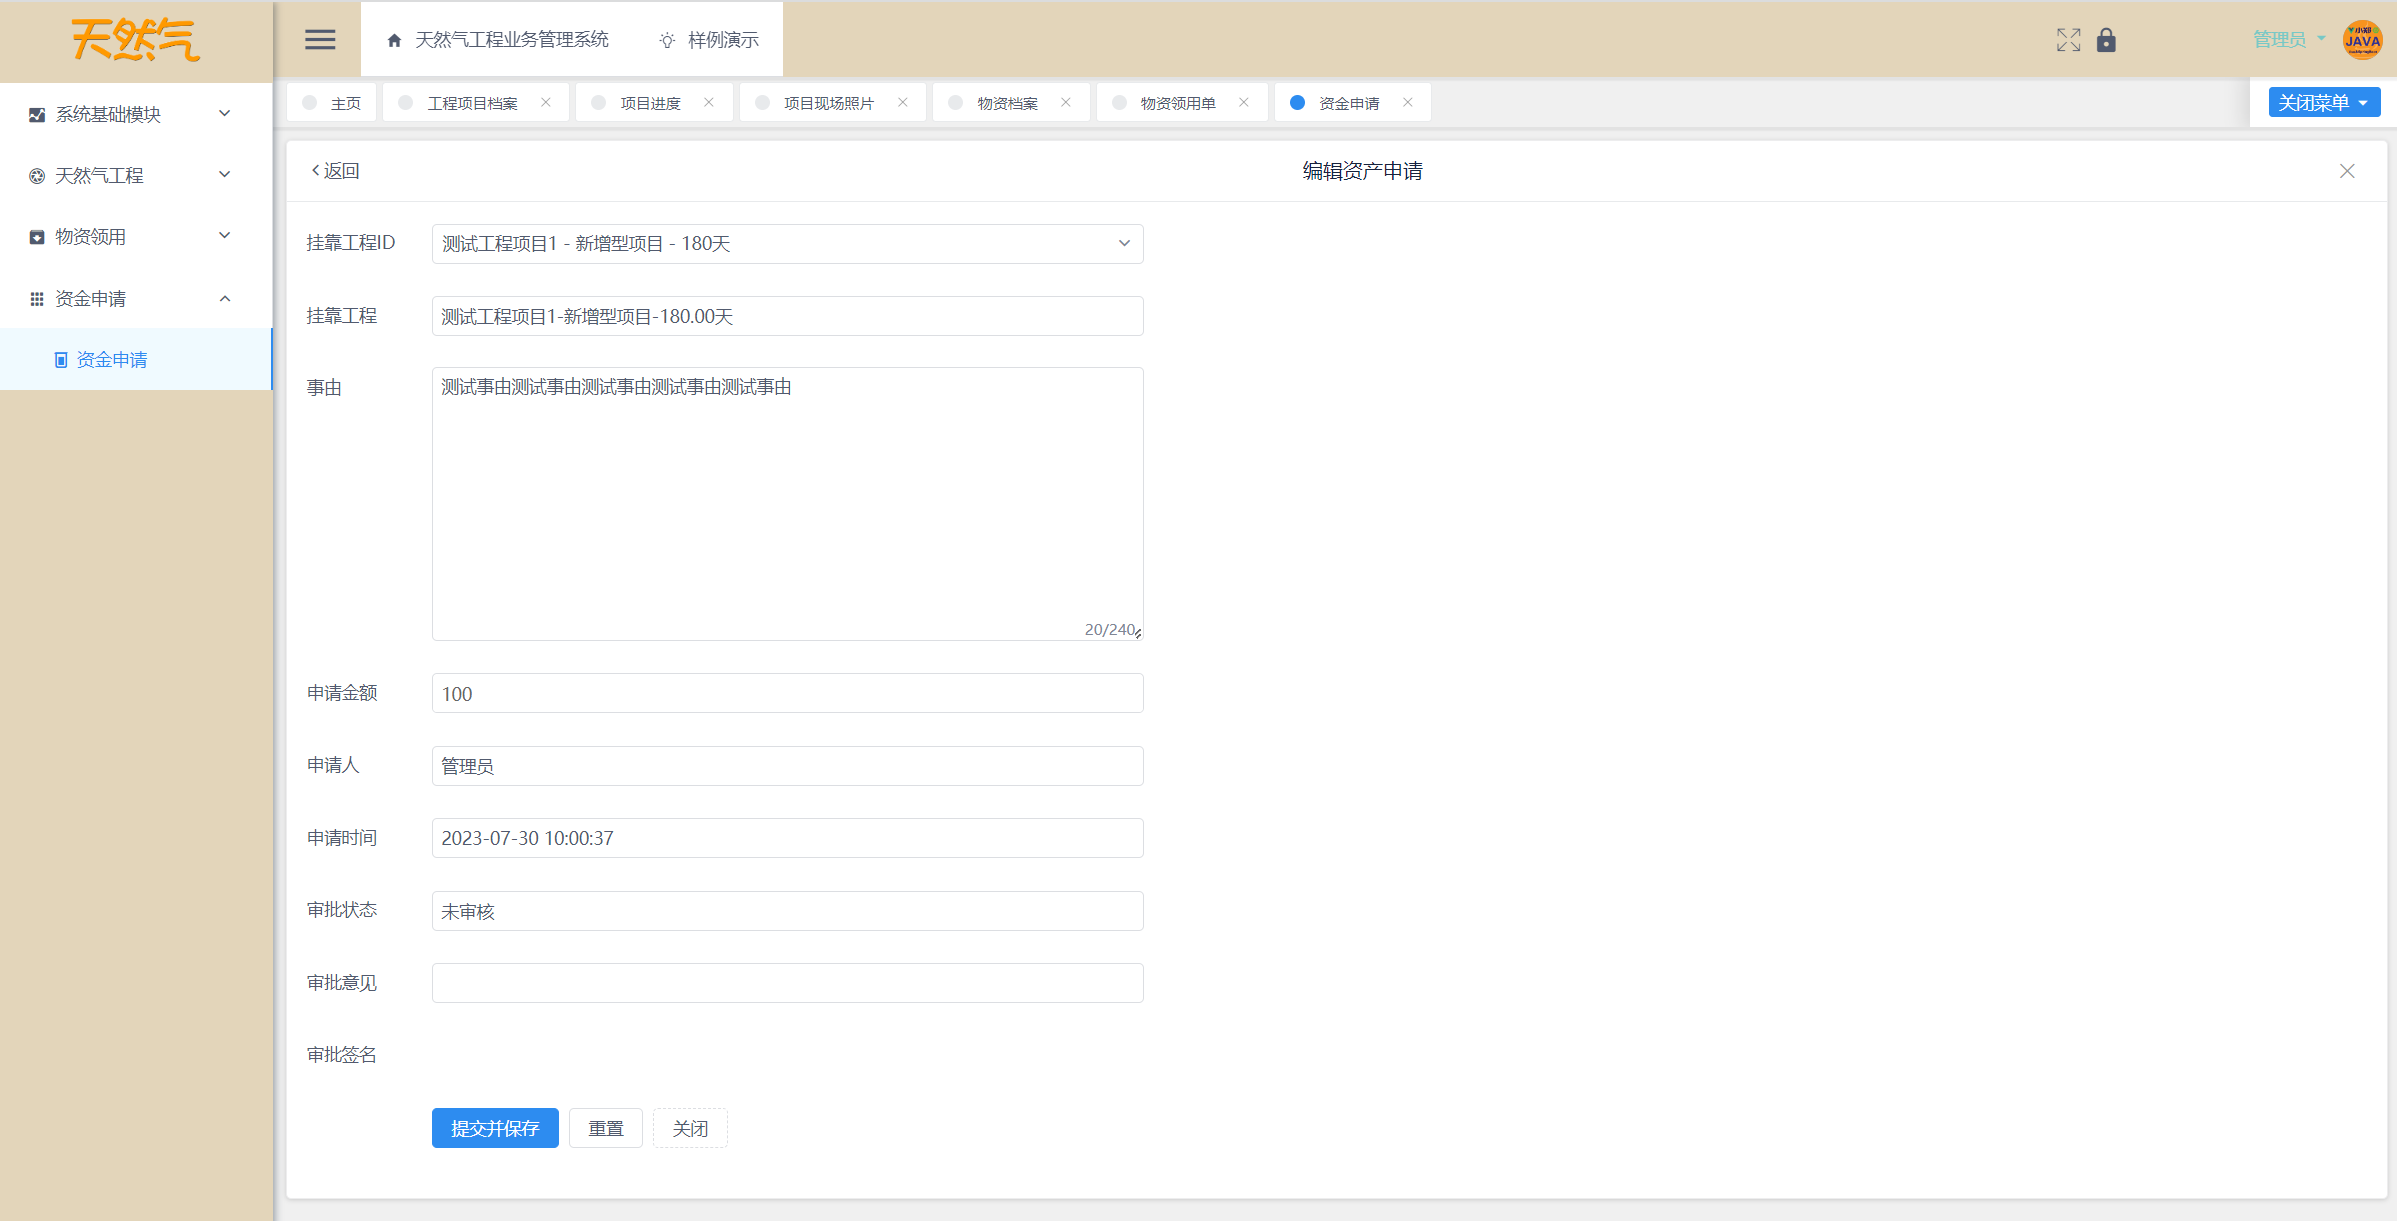 天然气
天然气工程业务管理系统
样例演示
管理员
JAVA
系统基础模块
天然气工程
物资领用
资金申请
资金申请
主页
工程项目档案
项目进度
项目现场照片
物资档案
物资领用单
资金申请
关闭菜单
返回
编辑资产申请
挂靠工程ID
测试工程项目1 - 新增型项目 - 180天
挂靠工程
测试工程项目1-新增型项目-180.00天
事由
测试事由测试事由测试事由测试事由测试事由
20/240
申请金额
100
申请人
管理员
申请时间
2023-07-30 10:00:37
审批状态
未审核
审批意见
审批签名
提交并保存
重置
关闭